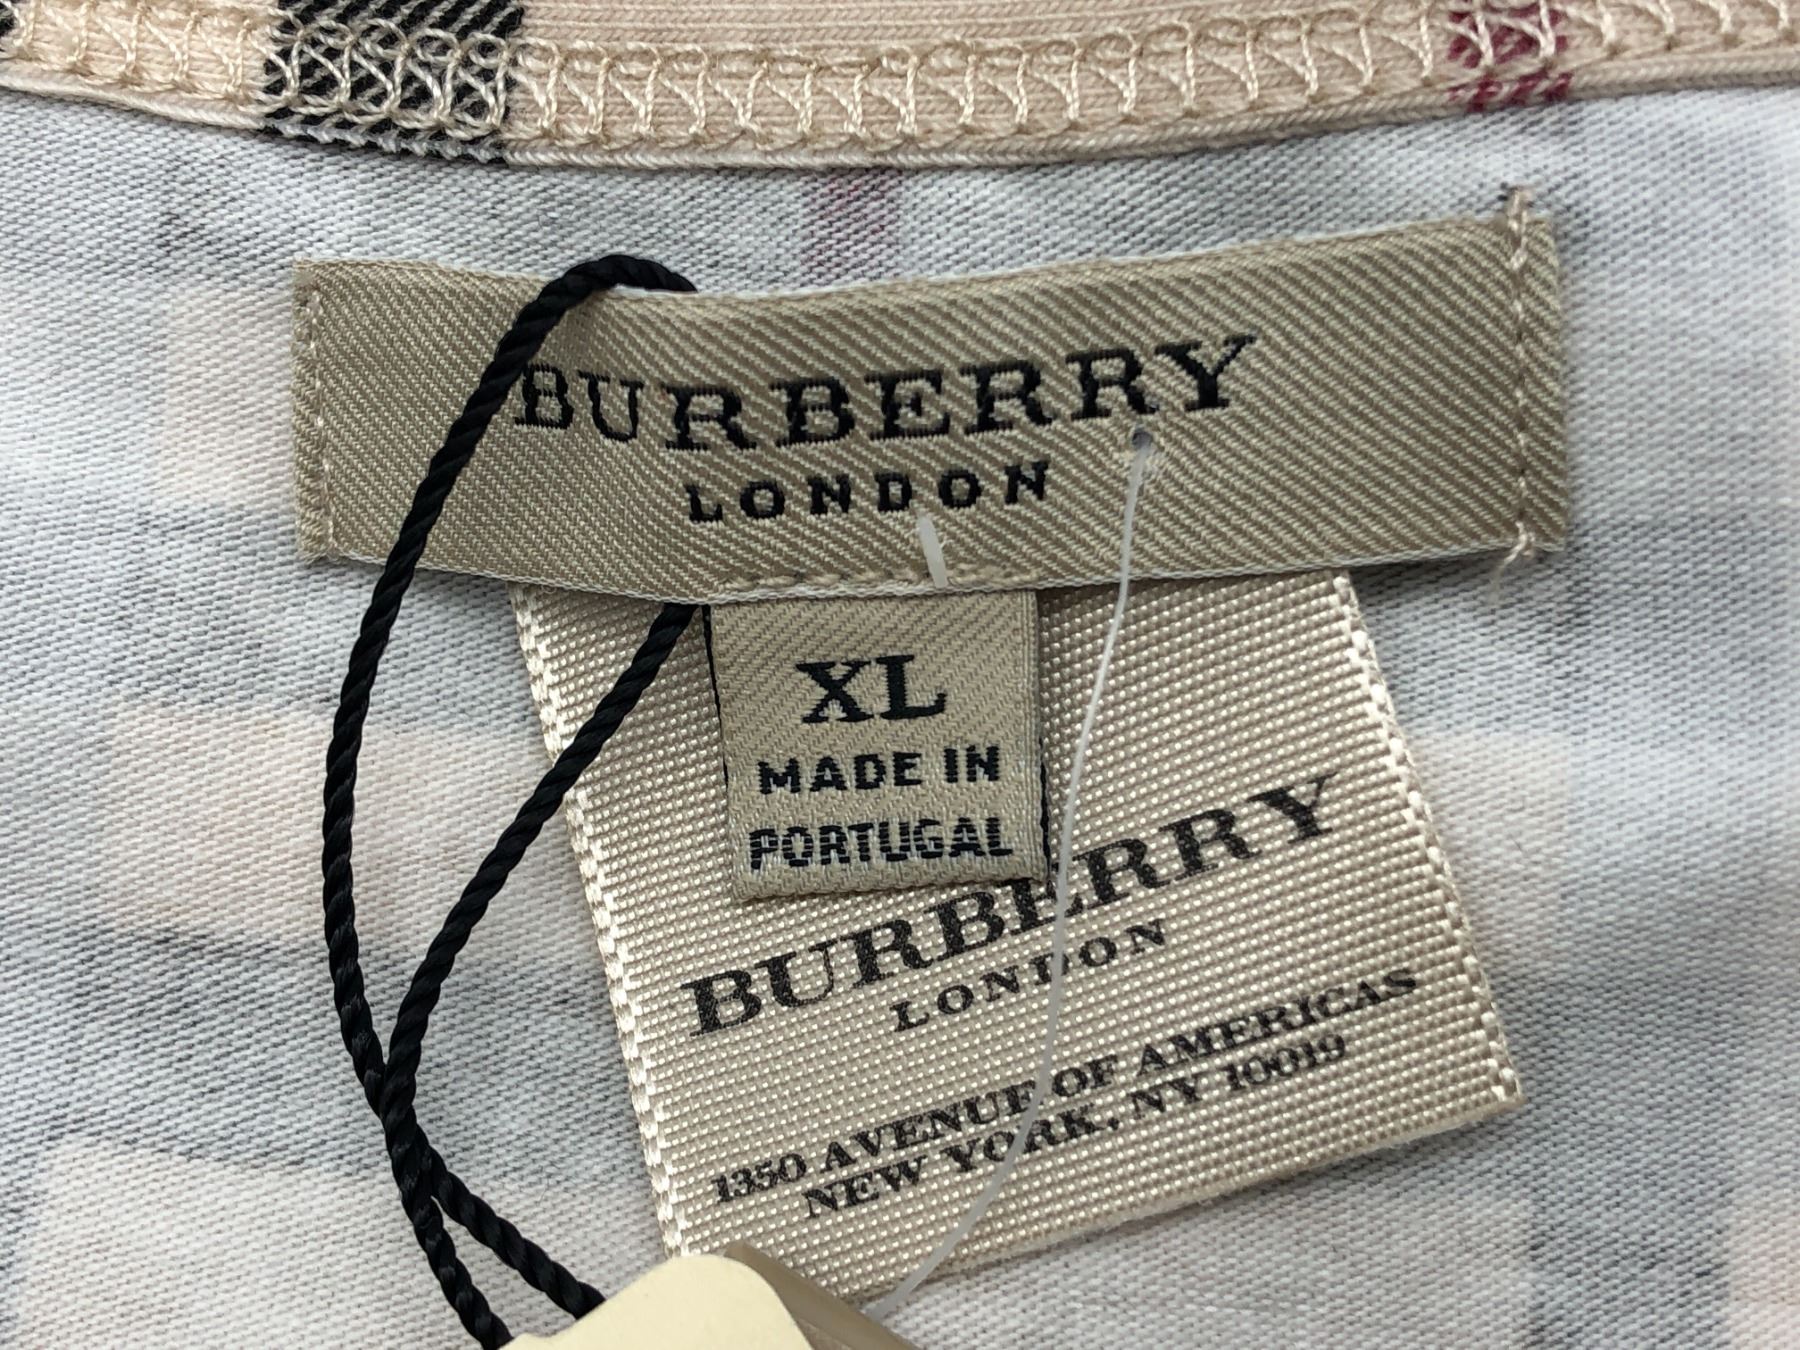 BURBERRY
LONDON
XL
MADE IN
PORTUGAL
BURBERRY
LONDON
1350 AVENUE OF AMERICAS
NEW YORK, NY 10019